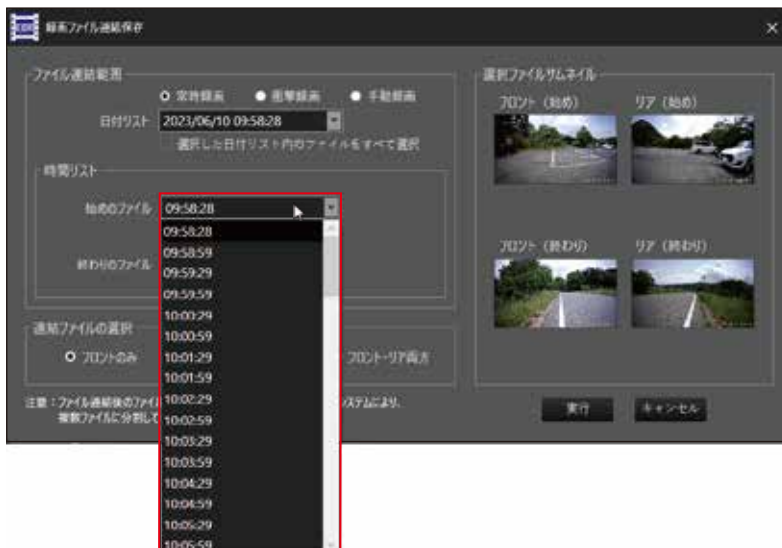 録画ファイル連結保存
ファイル連結範囲
常時録画 衝撃録画 手動録画
日付リスト 2023/06/10 09:58:28
選択した日付リスト内のファイルをすべて選択
時間リスト
始めのファイル 09:58:28
09:58:28
09:58:59
09:59:29
終わりのファイル
09:59:59
10:00:29
10:00:59
10:01:29
10:01:59
10:02:29
10:02:59
10:03:29
10:03:59
10:04:29
10:04:59
10:05:29
10:05:59
連結ファイルの選択
フロントのみ フロント・リア両方
注意:ファイル連結後のファイ
システムにより、
複数ファイルに分割して
選択ファイルサムネイル
フロント (始め) リア (始め)
フロント (終わり) リア (終わり)
実行 キャンセル